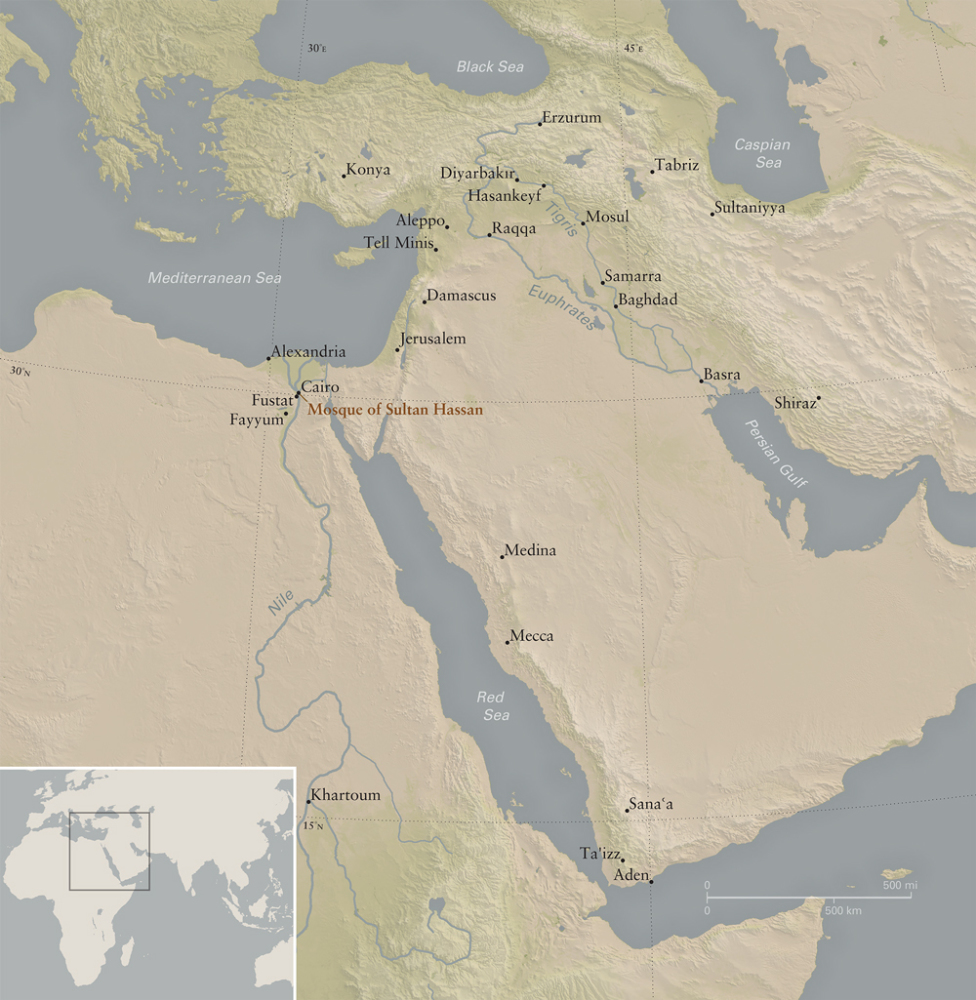 30°E
45°E
Black Sea
Erzurum
Caspian
Sea
Tabriz
Konya
Diyarbakır
Hasankeyf
Sultaniyya
Aleppo
Tigris
Mosul
Raqqa
Tell Minis
Mediterranean Sea
Samarra
Damascus
Euphrates
Baghdad
Jerusalem
Alexandria
30°N
Basra
Cairo
Fustat
Mosque of Sultan Hassan
Shiraz
Fayyum
Persian Gulf
Medina
Nile
Mecca
Red
Sea
Khartoum
Sanaʿa
15°N
Ta'izz
Aden
0
500 mi
0
500 km